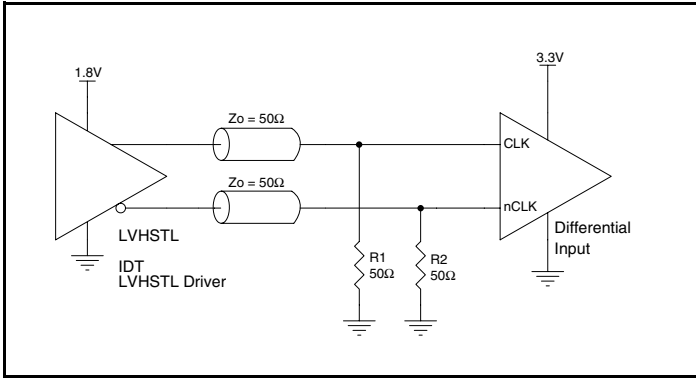 1.8V
3.3V
Zo = 50Ω
CLK
Zo = 50Ω
nCLK
LVHSTL
IDT
LVHSTL Driver
R1
50Ω
R2
50Ω
Differential
Input